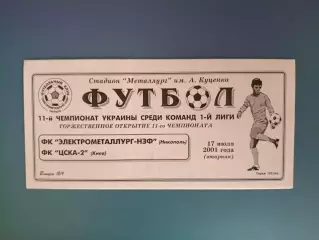 Стадион "Металлург" им. А. Куценко
ФУТБОЛ
11-й ЧЕМПИОНАТ УКРАИНЫ СРЕДИ КОМАНД 1-Й ЛИГИ
ТОРЖЕСТВЕННОЕ ОТКРЫТИЕ 11-го ЧЕМПИОНАТА
ФК "ЭЛЕКТРОМЕТАЛЛУРГ-НЗФ" (Никополь)
ФК "ЦСКА-2" (Киев)
17 июля
2001 года
(вторник)